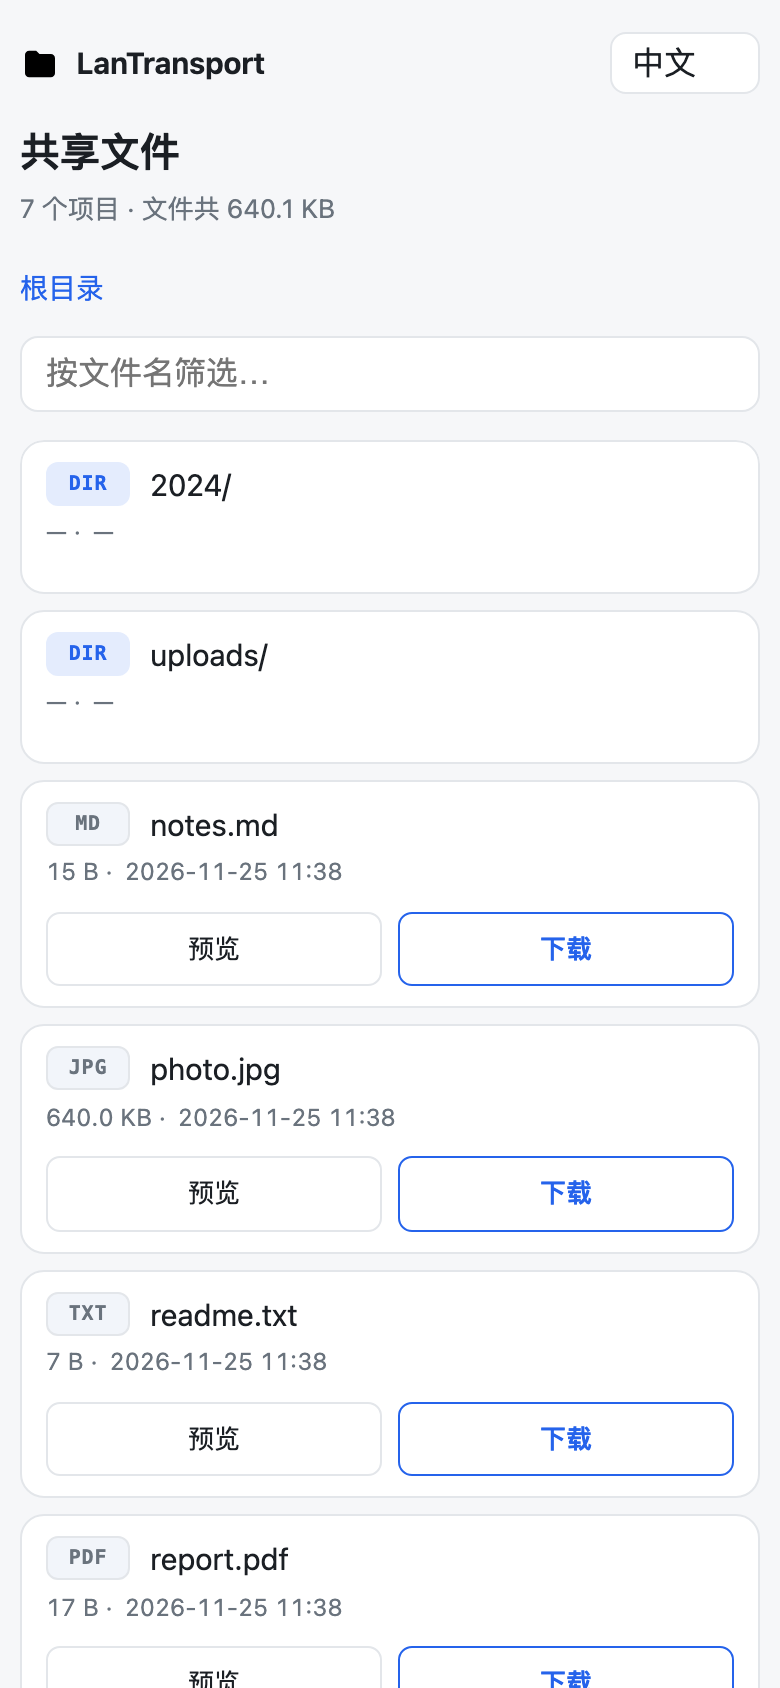 LanTransport
中文
共享文件
7 个项目 · 文件共 640.1 KB
根目录
按文件名筛选…
DIR 2024/
— · —
DIR uploads/
— · —
MD notes.md
15 B · 2026-11-25 11:38
预览 下载
JPG photo.jpg
640.0 KB · 2026-11-25 11:38
预览 下载
TXT readme.txt
7 B · 2026-11-25 11:38
预览 下载
PDF report.pdf
17 B · 2026-11-25 11:38
预览 下载